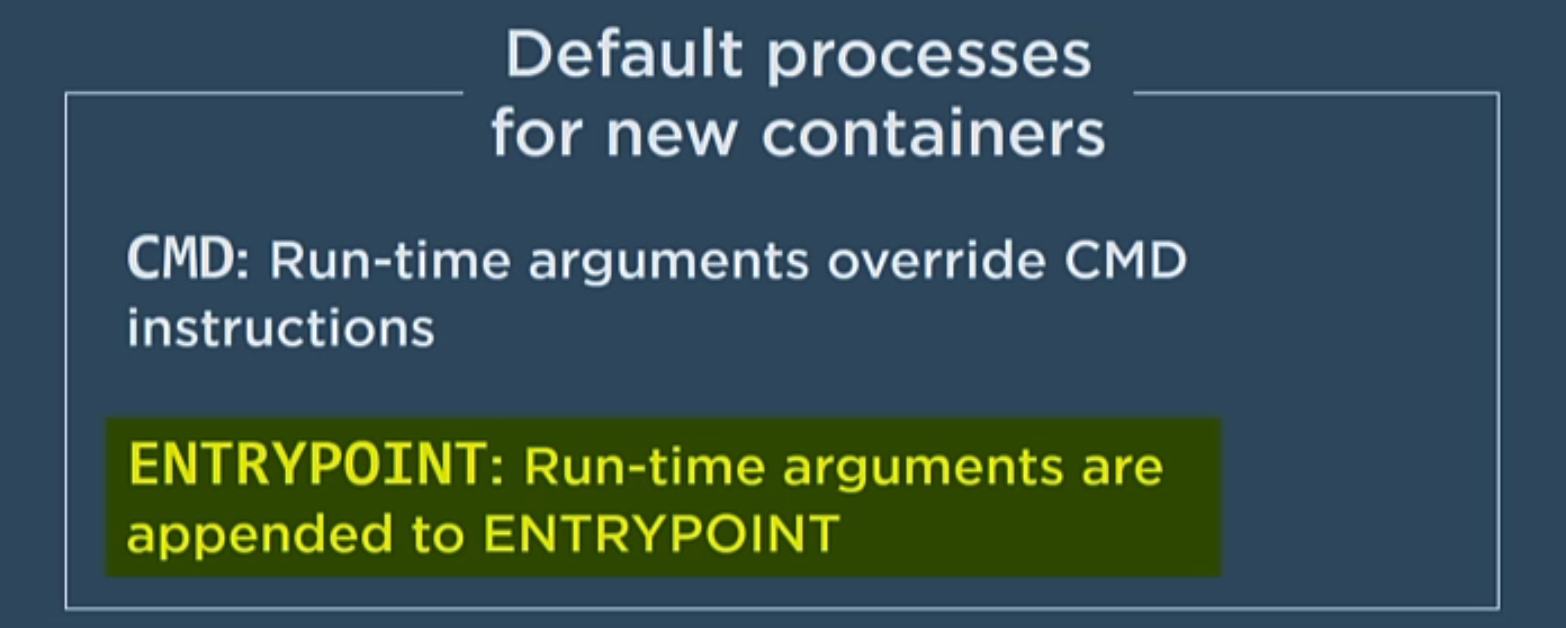 Default processes
for new containers
CMD: Run-time arguments override CMD
instructions
ENTRYPOINT: Run-time arguments are
appended to ENTRYPOINT